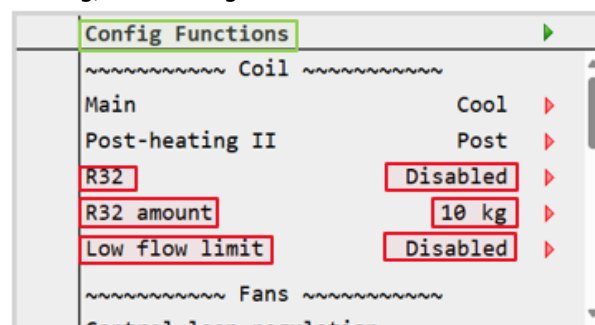 Config Functions
~~~~~~~~~~~ Coil ~~~~~~~~~~~
Main Cool
Post-heating II Post
R32 Disabled
R32 amount 10 kg
Low flow limit Disabled
~~~~~~~~~~~ Fans ~~~~~~~~~~~